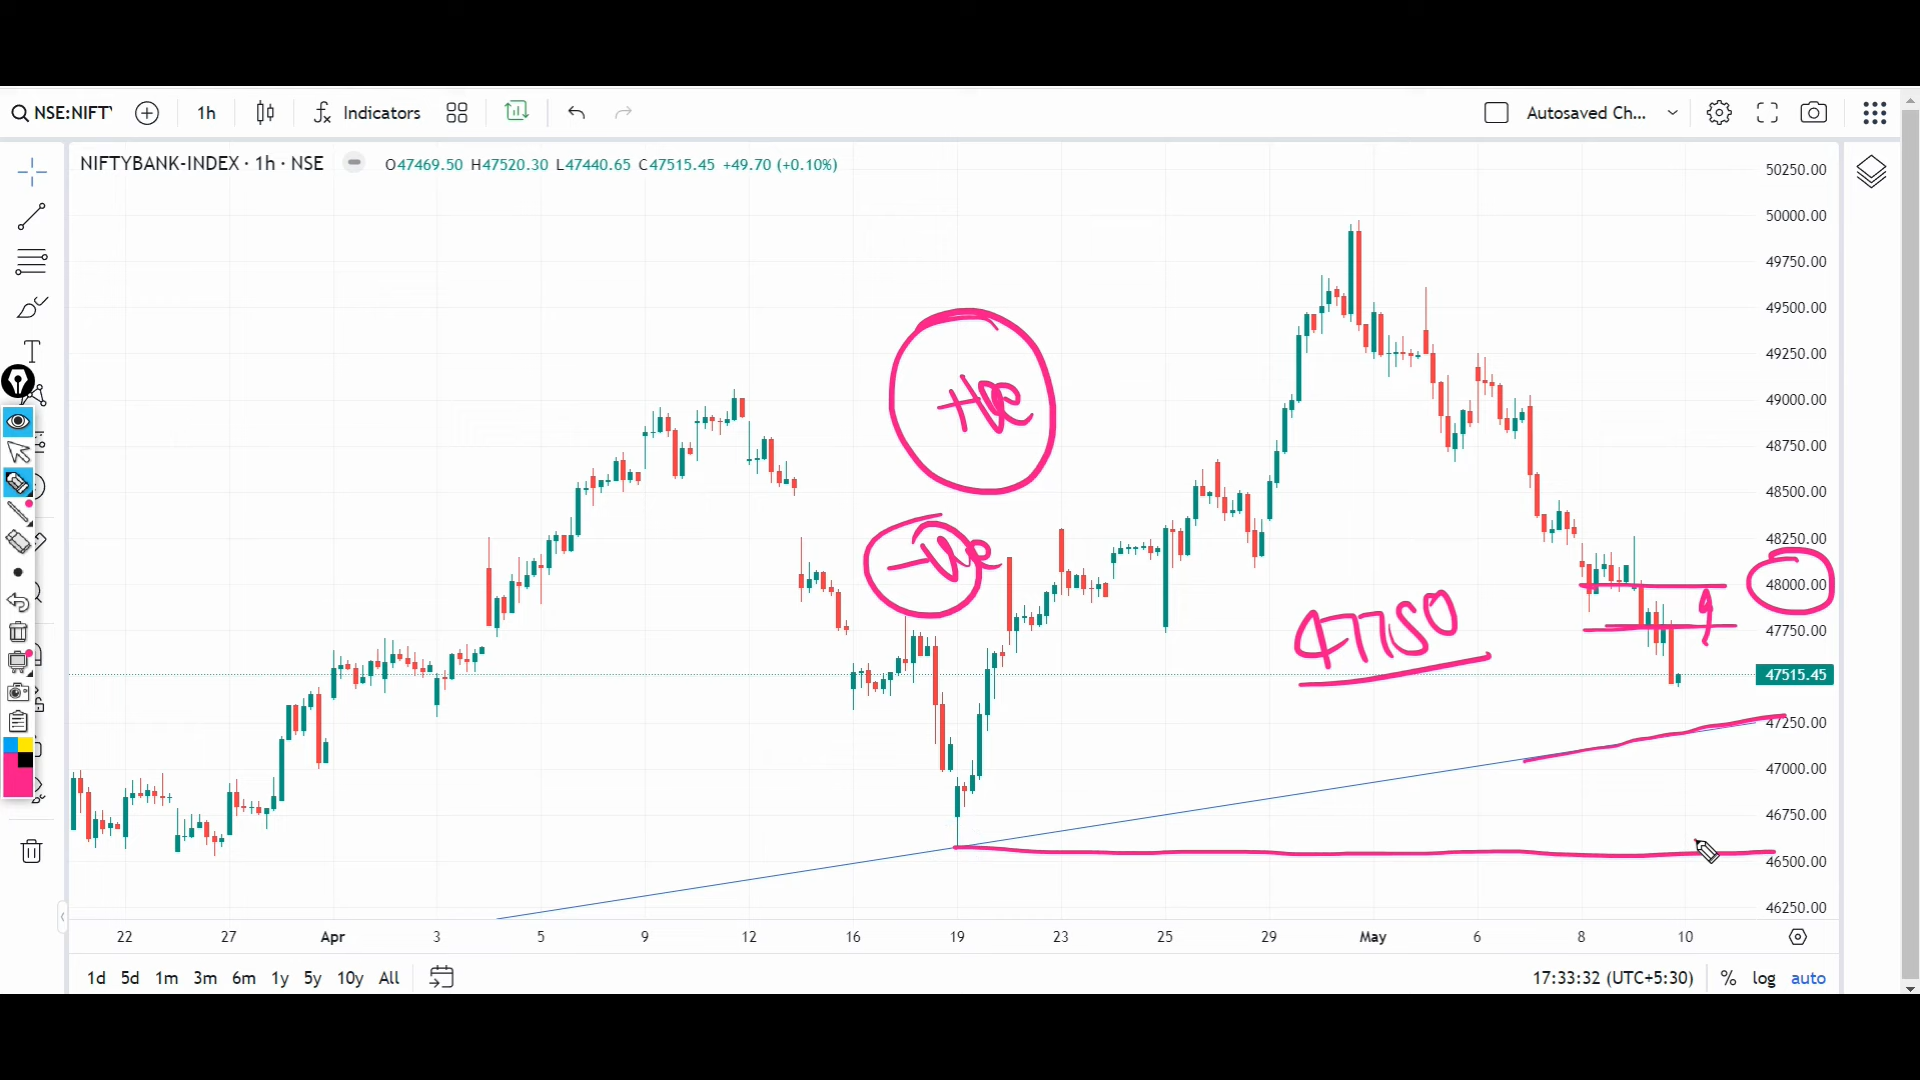 NSE:NIFT
1h
Indicators
Autosaved Ch...
NIFTYBANK-INDEX · 1h · NSE
O47469.50 H47520.30 L47440.65 C47515.45 +49.70 (+0.10%)
50250.00
50000.00
49750.00
49500.00
49250.00
49000.00
48750.00
48500.00
48250.00
48000.00
47750.00
47515.45
47250.00
47000.00
46750.00
46500.00
46250.00
+ve
-ve
47750
22 27 Apr 3 5 9 12 16 19 23 25 29 May 6 8 10
1d 5d 1m 3m 6m 1y 5y 10y All
17:33:32 (UTC+5:30) % log auto